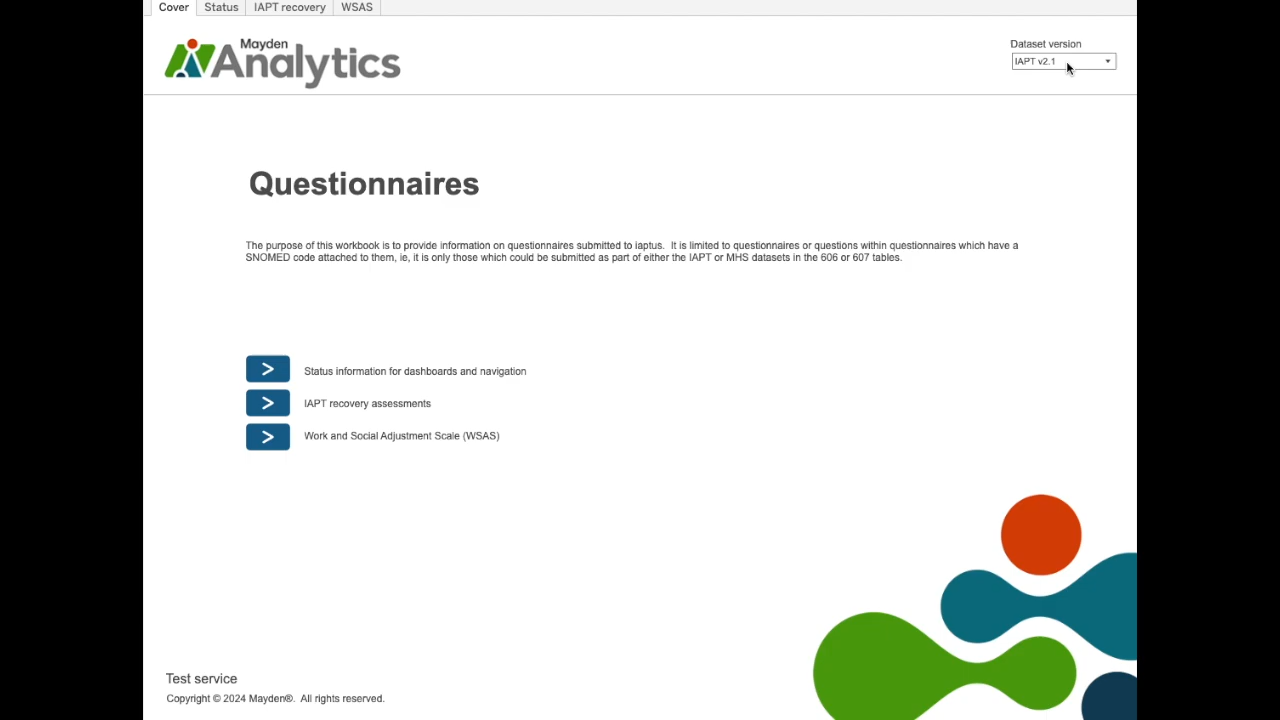 Cover Status IAPT recovery WSAS
Mayden
Analytics
Dataset version
IAPT v2.1
Questionnaires
The purpose of this workbook is to provide information on questionnaires submitted to iaptus. It is limited to questionnaires or questions within questionnaires which have a
SNOMED code attached to them, ie, it is only those which could be submitted as part of either the IAPT or MHS datasets in the 606 or 607 tables.
> Status information for dashboards and navigation
> IAPT recovery assessments
> Work and Social Adjustment Scale (WSAS)
Test service
Copyright © 2024 Mayden®. All rights reserved.